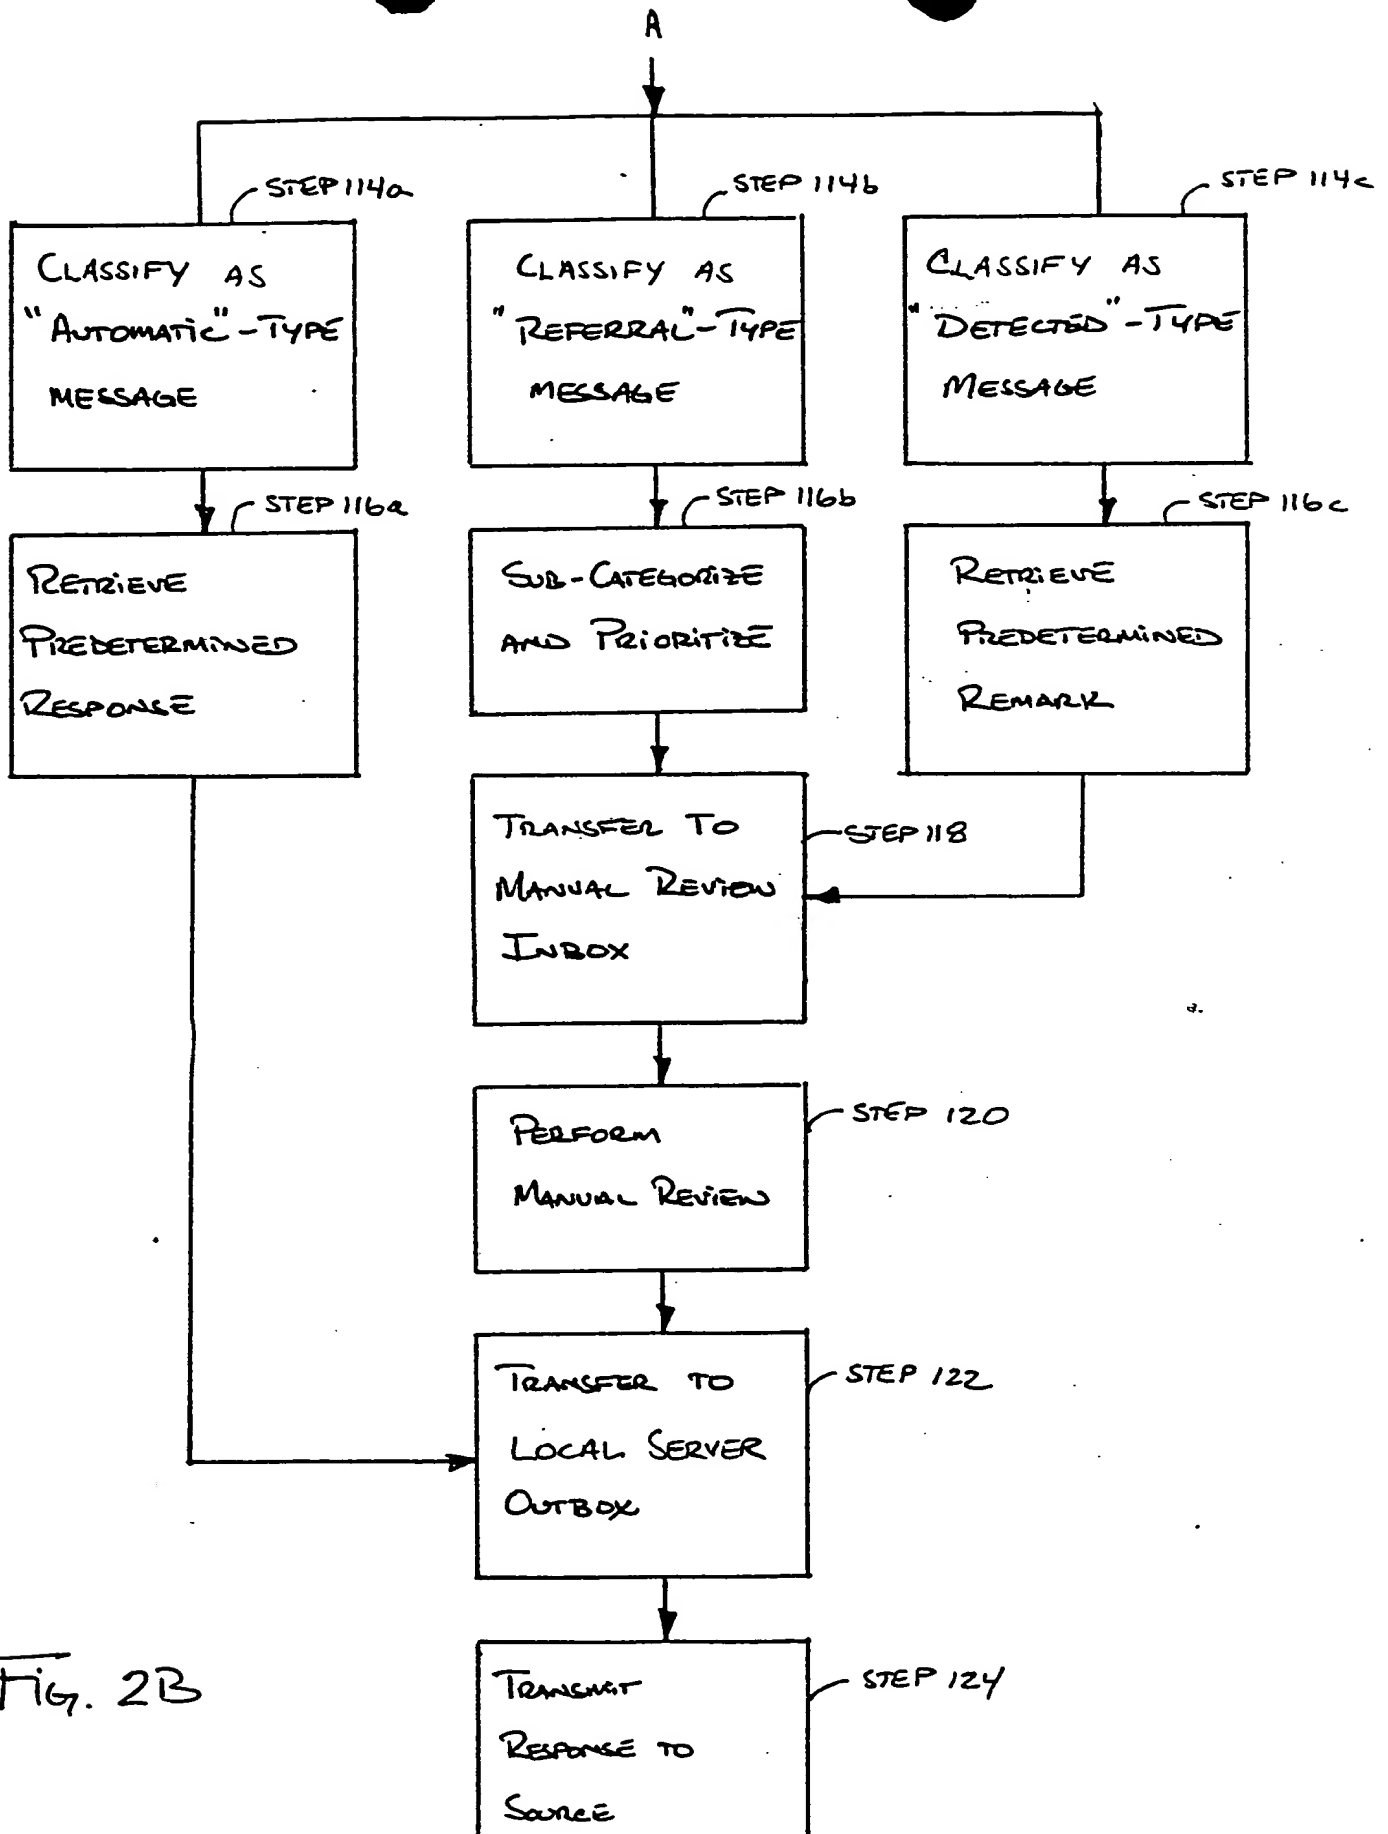 A
STEP 114a
CLASSIFY AS
"AUTOMATIC"-TYPE
MESSAGE
STEP 114b
CLASSIFY AS
"REFERRAL"-TYPE
MESSAGE
STEP 114c
CLASSIFY AS
"DETECTED"-TYPE
MESSAGE
STEP 116a
RETRIEVE
PREDETERMINED
RESPONSE
STEP 116b
SUB-CATEGORIZE
AND PRIORITIZE
STEP 116c
RETRIEVE
PREDETERMINED
REMARK
TRANSFER TO
MANUAL REVIEW
INBOX
STEP 118
PERFORM
MANUAL REVIEW
STEP 120
TRANSFER TO
LOCAL SERVER
OUTBOX
STEP 122
TRANSMIT
RESPONSE TO
SOURCE
STEP 124
FIG. 2B